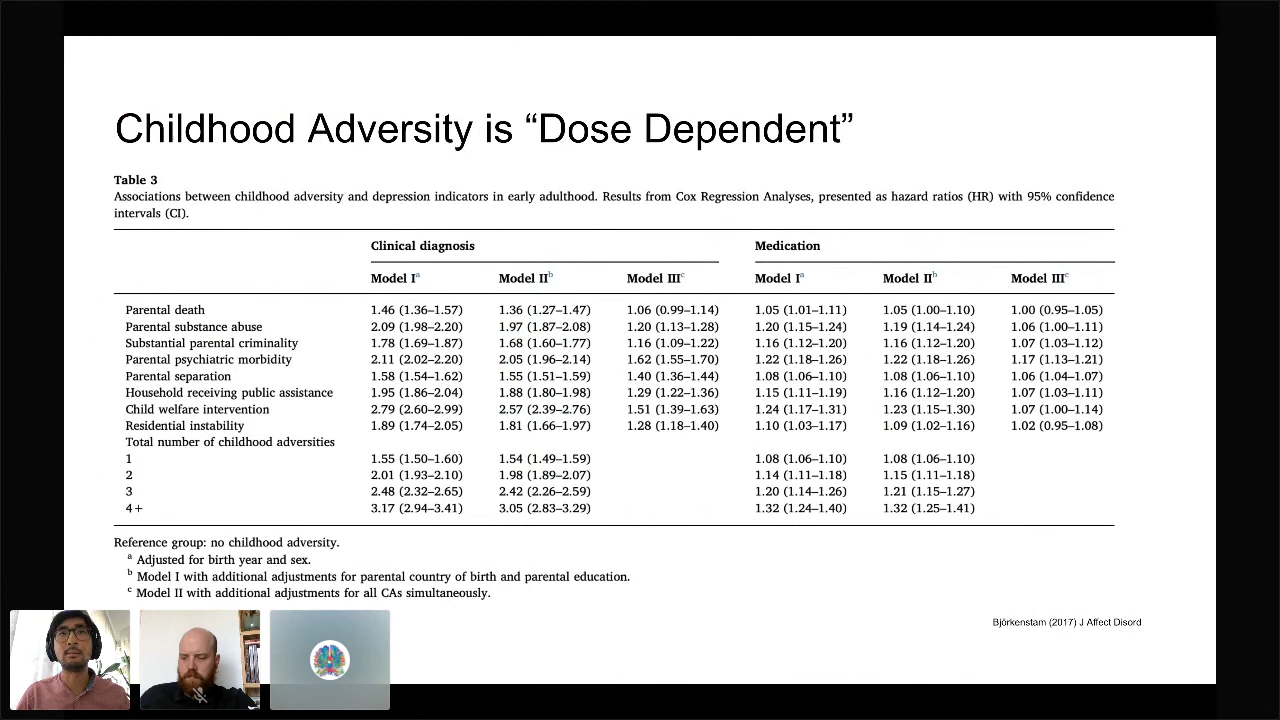 Childhood Adversity is “Dose Dependent”
Table 3
Associations between childhood adversity and depression indicators in early adulthood. Results from Cox Regression Analyses, presented as hazard ratios (HR) with 95% confidence
intervals (CI).
Clinical diagnosis Medication
Model Iᵃ Model IIᵇ Model IIIᶜ Model Iᵃ Model IIᵇ Model IIIᶜ
Parental death 1.46 (1.36–1.57) 1.36 (1.27–1.47) 1.06 (0.99–1.14) 1.05 (1.01–1.11) 1.05 (1.00–1.10) 1.00 (0.95–1.05)
Parental substance abuse 2.09 (1.98–2.20) 1.97 (1.87–2.08) 1.20 (1.13–1.28) 1.20 (1.15–1.24) 1.19 (1.14–1.24) 1.06 (1.00–1.11)
Substantial parental criminality 1.78 (1.69–1.87) 1.68 (1.60–1.77) 1.16 (1.09–1.22) 1.16 (1.12–1.20) 1.16 (1.12–1.20) 1.07 (1.03–1.12)
Parental psychiatric morbidity 2.11 (2.02–2.20) 2.05 (1.96–2.14) 1.62 (1.55–1.70) 1.22 (1.18–1.26) 1.22 (1.18–1.26) 1.17 (1.13–1.21)
Parental separation 1.58 (1.54–1.62) 1.55 (1.51–1.59) 1.40 (1.36–1.44) 1.08 (1.06–1.10) 1.08 (1.06–1.10) 1.06 (1.04–1.07)
Household receiving public assistance 1.95 (1.86–2.04) 1.88 (1.80–1.98) 1.29 (1.22–1.36) 1.15 (1.11–1.19) 1.16 (1.12–1.20) 1.07 (1.03–1.11)
Child welfare intervention 2.79 (2.60–2.99) 2.57 (2.39–2.76) 1.51 (1.39–1.63) 1.24 (1.17–1.31) 1.23 (1.15–1.30) 1.07 (1.00–1.14)
Residential instability 1.89 (1.74–2.05) 1.81 (1.66–1.97) 1.28 (1.18–1.40) 1.10 (1.03–1.17) 1.09 (1.02–1.16) 1.02 (0.95–1.08)
Total number of childhood adversities
1 1.55 (1.50–1.60) 1.54 (1.49–1.59) 1.08 (1.06–1.10) 1.08 (1.06–1.10)
2 2.01 (1.93–2.10) 1.98 (1.89–2.07) 1.14 (1.11–1.18) 1.15 (1.11–1.18)
3 2.48 (2.32–2.65) 2.42 (2.26–2.59) 1.20 (1.14–1.26) 1.21 (1.15–1.27)
4+ 3.17 (2.94–3.41) 3.05 (2.83–3.29) 1.32 (1.24–1.40) 1.32 (1.25–1.41)
Reference group: no childhood adversity.
ᵃ Adjusted for birth year and sex.
ᵇ Model I with additional adjustments for parental country of birth and parental education.
ᶜ Model II with additional adjustments for all CAs simultaneously.
Björkenstam (2017) J Affect Disord